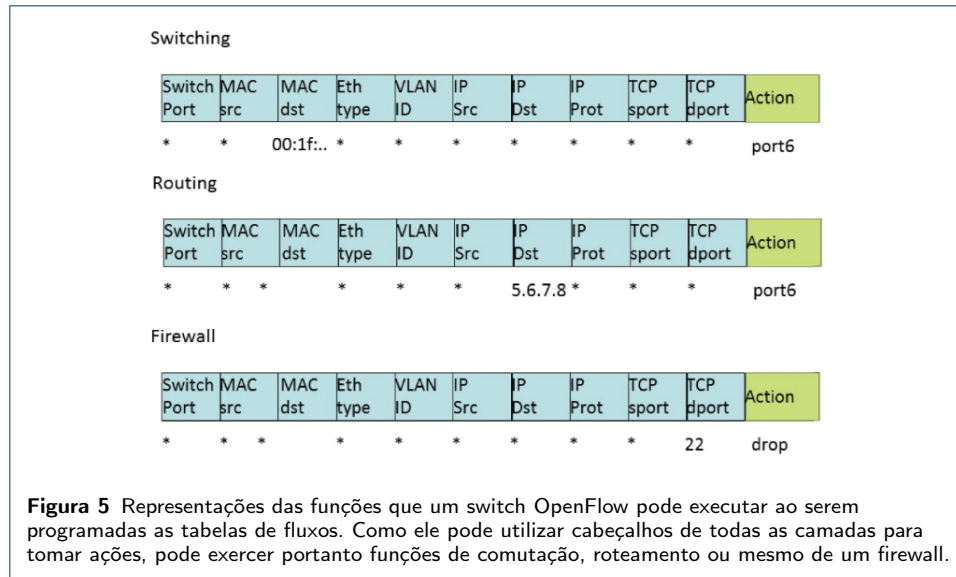 Switching
Switch Port MAC src MAC dst Eth type VLAN ID IP Src IP Dst IP Prot TCP sport TCP dport Action
* * 00:1f:.. * * * * * * * port6
Routing
Switch Port MAC src MAC dst Eth type VLAN ID IP Src IP Dst IP Prot TCP sport TCP dport Action
* * * * * * 5.6.7.8 * * * port6
Firewall
Switch Port MAC src MAC dst Eth type VLAN ID IP Src IP Dst IP Prot TCP sport TCP dport Action
* * * * * * * * * 22 drop
Figura 5 Representações das funções que um switch OpenFlow pode executar ao serem
programadas as tabelas de fluxos. Como ele pode utilizar cabeçalhos de todas as camadas para
tomar ações, pode exercer portanto funções de comutação, roteamento ou mesmo de um firewall.